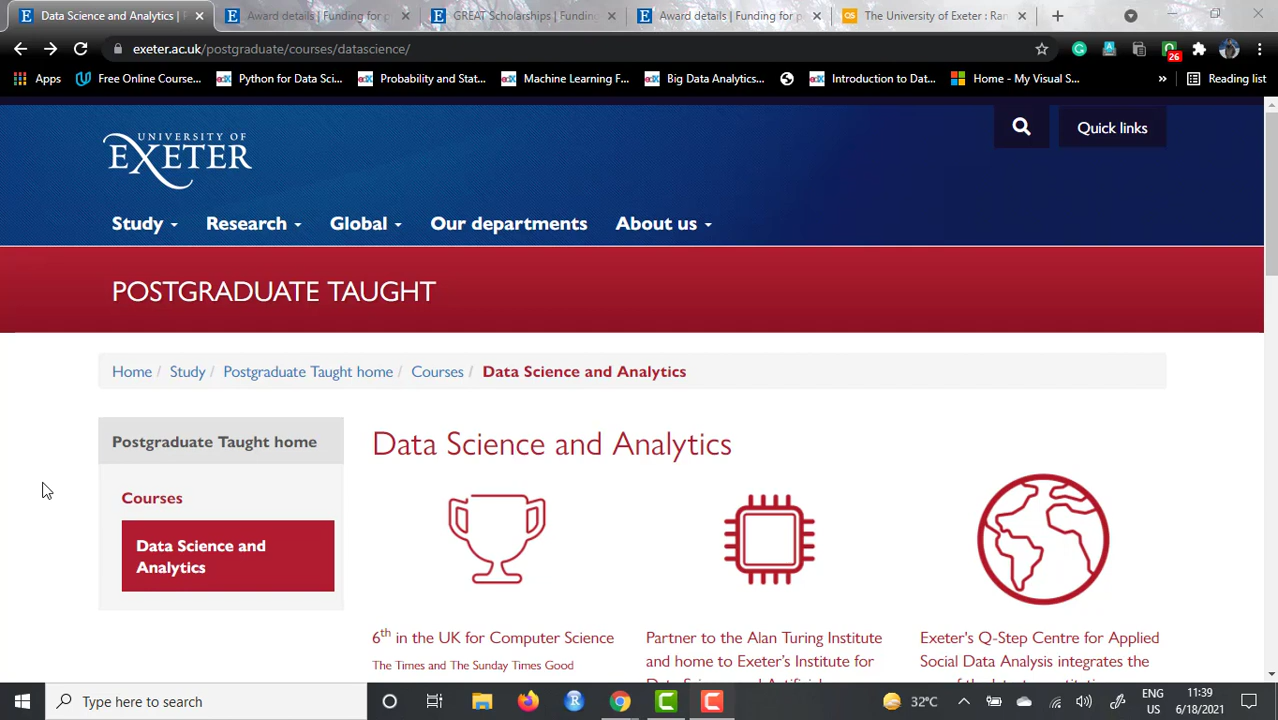 Data Science and Analytics |
Award details | Funding for p
GREAT Scholarships | Funding
Award details | Funding for p
The University of Exeter : Ran
exeter.ac.uk/postgraduate/courses/datascience/
26
Apps
Free Online Course...
Python for Data Sci...
Probability and Stat...
Machine Learning F...
Big Data Analytics...
Introduction to Dat...
Home - My Visual S...
»
Reading list
UNIVERSITY OF
EXETER
Quick links
Study
Research
Global
Our departments
About us
POSTGRADUATE TAUGHT
Home / Study / Postgraduate Taught home / Courses / Data Science and Analytics
Postgraduate Taught home
Courses
Data Science and
Analytics
Data Science and Analytics
6th in the UK for Computer Science
The Times and The Sunday Times Good
Partner to the Alan Turing Institute
and home to Exeter's Institute for
Exeter's Q-Step Centre for Applied
Social Data Analysis integrates the
Type here to search
32°C
ENG
US
11:39
6/18/2021